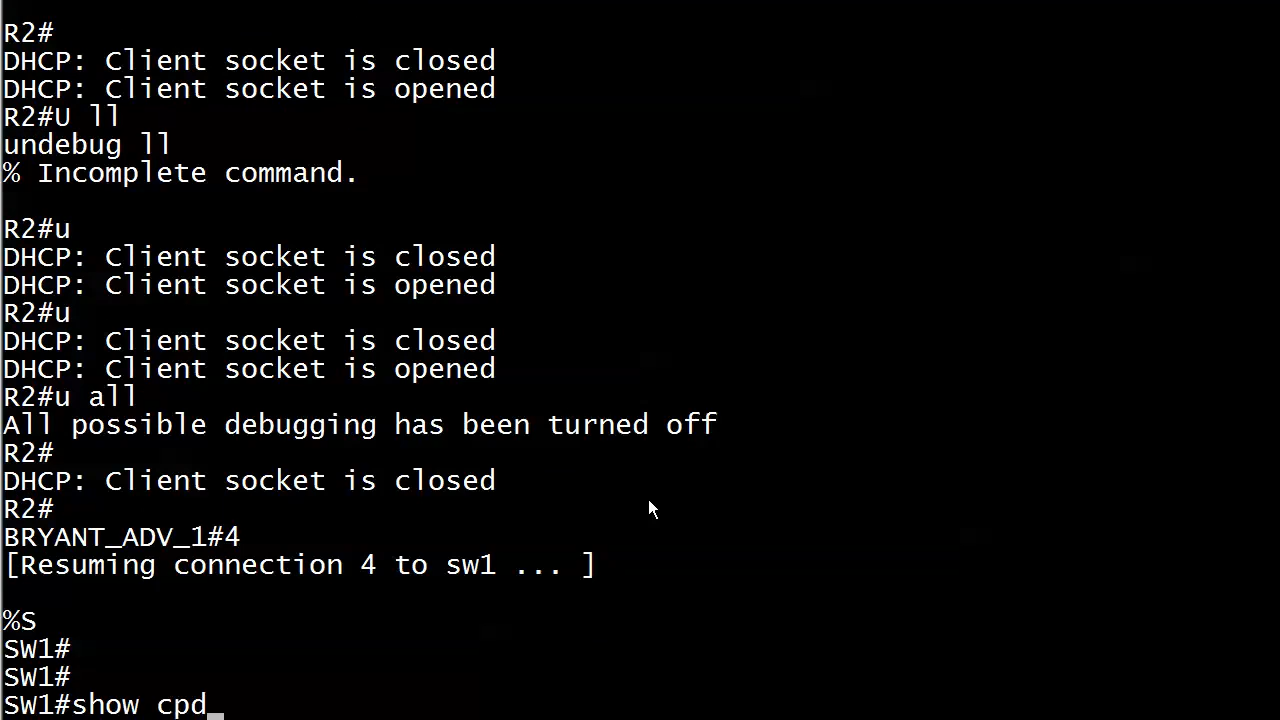 R2#
DHCP: Client socket is closed
DHCP: Client socket is opened
R2#U ll
undebug ll
% Incomplete command.
R2#u
DHCP: Client socket is closed
DHCP: Client socket is opened
R2#u
DHCP: Client socket is closed
DHCP: Client socket is opened
R2#u all
All possible debugging has been turned off
R2#
DHCP: Client socket is closed
R2#
BRYANT_ADV_1#4
[Resuming connection 4 to sw1 ... ]
%S
SW1#
SW1#
SW1#show cpd